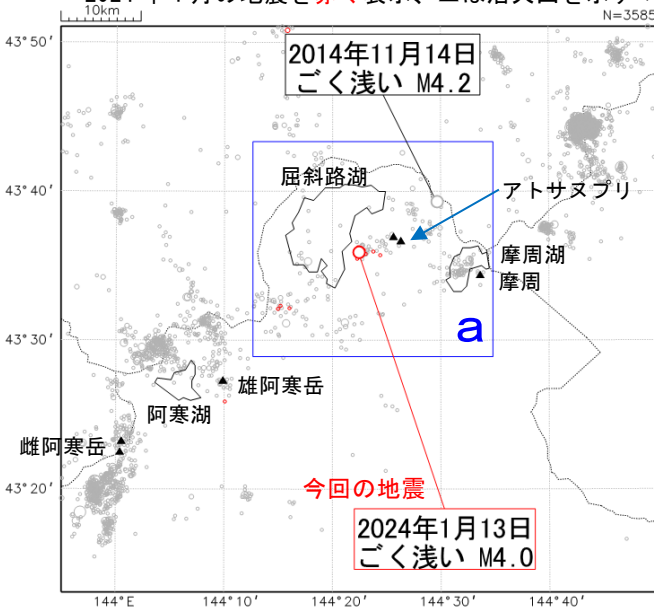 10km
N=3585
43°50′
2014年11月14日
ごく浅い M4.2
43°40′
屈斜路湖
アトサヌプリ
摩周湖
摩周
43°30′
a
雄阿寒岳
阿寒湖
雌阿寒岳
43°20′
今回の地震
2024年1月13日
ごく浅い M4.0
144°E
144°10′
144°20′
144°30′
144°40′